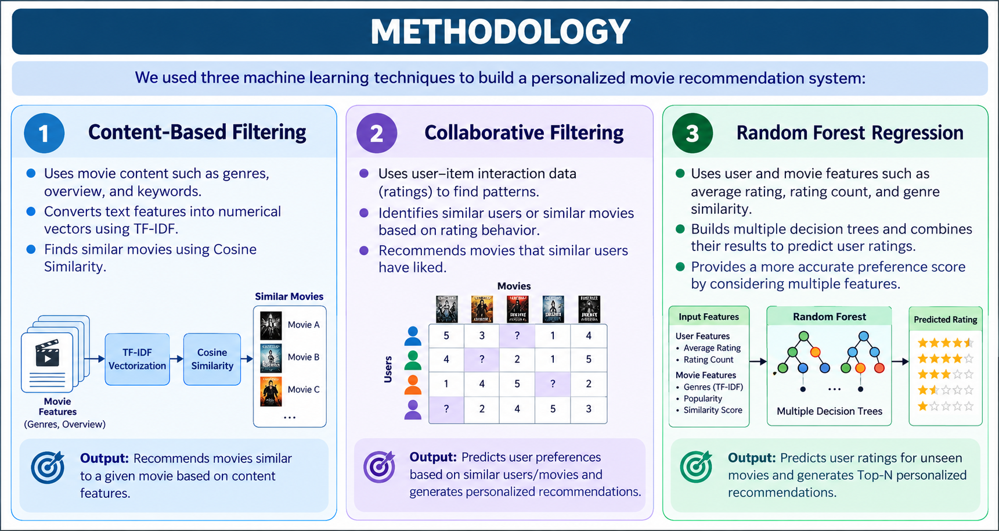 METHODOLOGY
We used three machine learning techniques to build a personalized movie recommendation system:
1 Content-Based Filtering
Uses movie content such as genres,
overview, and keywords.
Converts text features into numerical
vectors using TF-IDF.
Finds similar movies using Cosine
Similarity.
Similar Movies
Movie A
Movie B
Movie C
...
TF-IDF
Vectorization
Cosine
Similarity
Movie
Features
(Genres, Overview)
Output: Recommends movies similar
to a given movie based on content
features.
2 Collaborative Filtering
Uses user–item interaction data
(ratings) to find patterns.
Identifies similar users or similar movies
based on rating behavior.
Recommends movies that similar users
have liked.
Movies
Users
5 3 ? 1 4
4 ? 2 1 5
1 4 5 ? 2
? 2 4 5 3
Output: Predicts user preferences
based on similar users/movies and
generates personalized recommendations.
3 Random Forest Regression
Uses user and movie features such as
average rating, rating count, and genre
similarity.
Builds multiple decision trees and combines
their results to predict user ratings.
Provides a more accurate preference score
by considering multiple features.
Input Features
User Features
• Average Rating
• Rating Count
Movie Features
• Genres (TF-IDF)
• Popularity
• Similarity Score
Random Forest
...
Multiple Decision Trees
Predicted Rating
Output: Predicts user ratings for unseen
movies and generates Top-N personalized
recommendations.